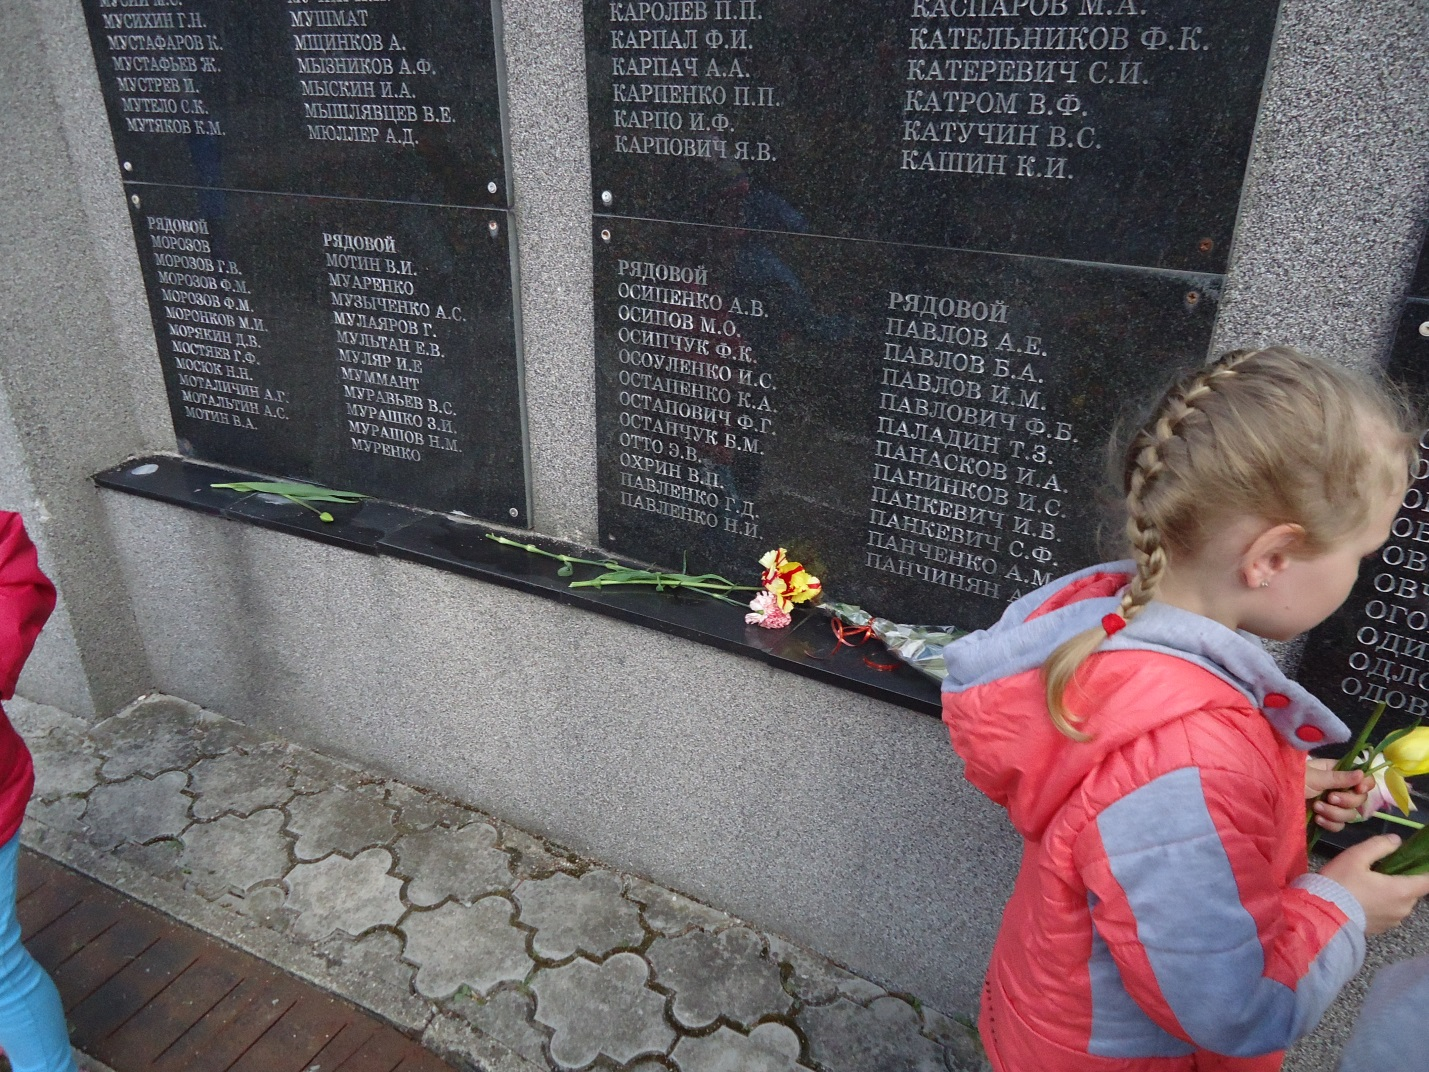 МУСИХИН Г.Н.
МУСТАФАРОВ К.
МУСТАФЬЕВ Ж.
МУСТРЕВ И.
МУТЕЛО С.К.
МУТЯКОВ К.М.
МУШМАТ
МЩИНКОВ А.
МЫЗНИКОВ А.Ф.
МЫСКИН И.А.
МЫШЛЯВЦЕВ В.Е.
МЮЛЛЕР А.Д.
РЯДОВОЙ
МОРОЗОВ
МОРОЗОВ Г.В.
МОРОЗОВ Ф.М.
МОРОЗОВ Ф.М.
МОРОНКОВ М.И.
МОРЯКИН Д.В.
МОСТЯЕВ Г.Ф.
МОСЮК Н.Н.
МОТАЛИЧИН А.Г.
МОТАЛЬТИН А.С.
МОТИН В.А.
РЯДОВОЙ
МОТИН В.И.
МУАРЕНКО
МУЗЫЧЕНКО А.С.
МУЛАЯРОВ Г.
МУЛЬТАН Е.В.
МУЛЯР И.Е
МУММАНТ
МУРАВЬЕВ В.С.
МУРАШКО З.И.
МУРАШОВ Н.М.
МУРЕНКО
КАРОЛЕВ П.П.
КАРПАЛ Ф.И.
КАРПАЧ А.А.
КАРПЕНКО П.П.
КАРПО И.Ф.
КАРПОВИЧ Я.В.
КАСПАРОВ М.А.
КАТЕЛЬНИКОВ Ф.К.
КАТЕРЕВИЧ С.И.
КАТРОМ В.Ф.
КАТУЧИН В.С.
КАШИН К.И.
РЯДОВОЙ
ОСИПЕНКО А.В.
ОСИПОВ М.О.
ОСИПЧУК Ф.К.
ОСОУЛЕНКО И.С.
ОСТАПЕНКО К.А.
ОСТАПОВИЧ Ф.Г.
ОСТАПЧУК Б.М.
ОТТО Э.В.
ОХРИН В.П.
ПАВЛЕНКО Г.Д.
ПАВЛЕНКО Н.И.
РЯДОВОЙ
ПАВЛОВ А.Е.
ПАВЛОВ Б.А.
ПАВЛОВ И.М.
ПАВЛОВИЧ Ф.Б.
ПАЛАДИН Т.З.
ПАНАСКОВ И.А.
ПАНИНКОВ И.С.
ПАНКЕВИЧ И.В.
ПАНКЕВИЧ С.Ф.
ПАНЧЕНКО А.М.
ПАНЧИНЯН А